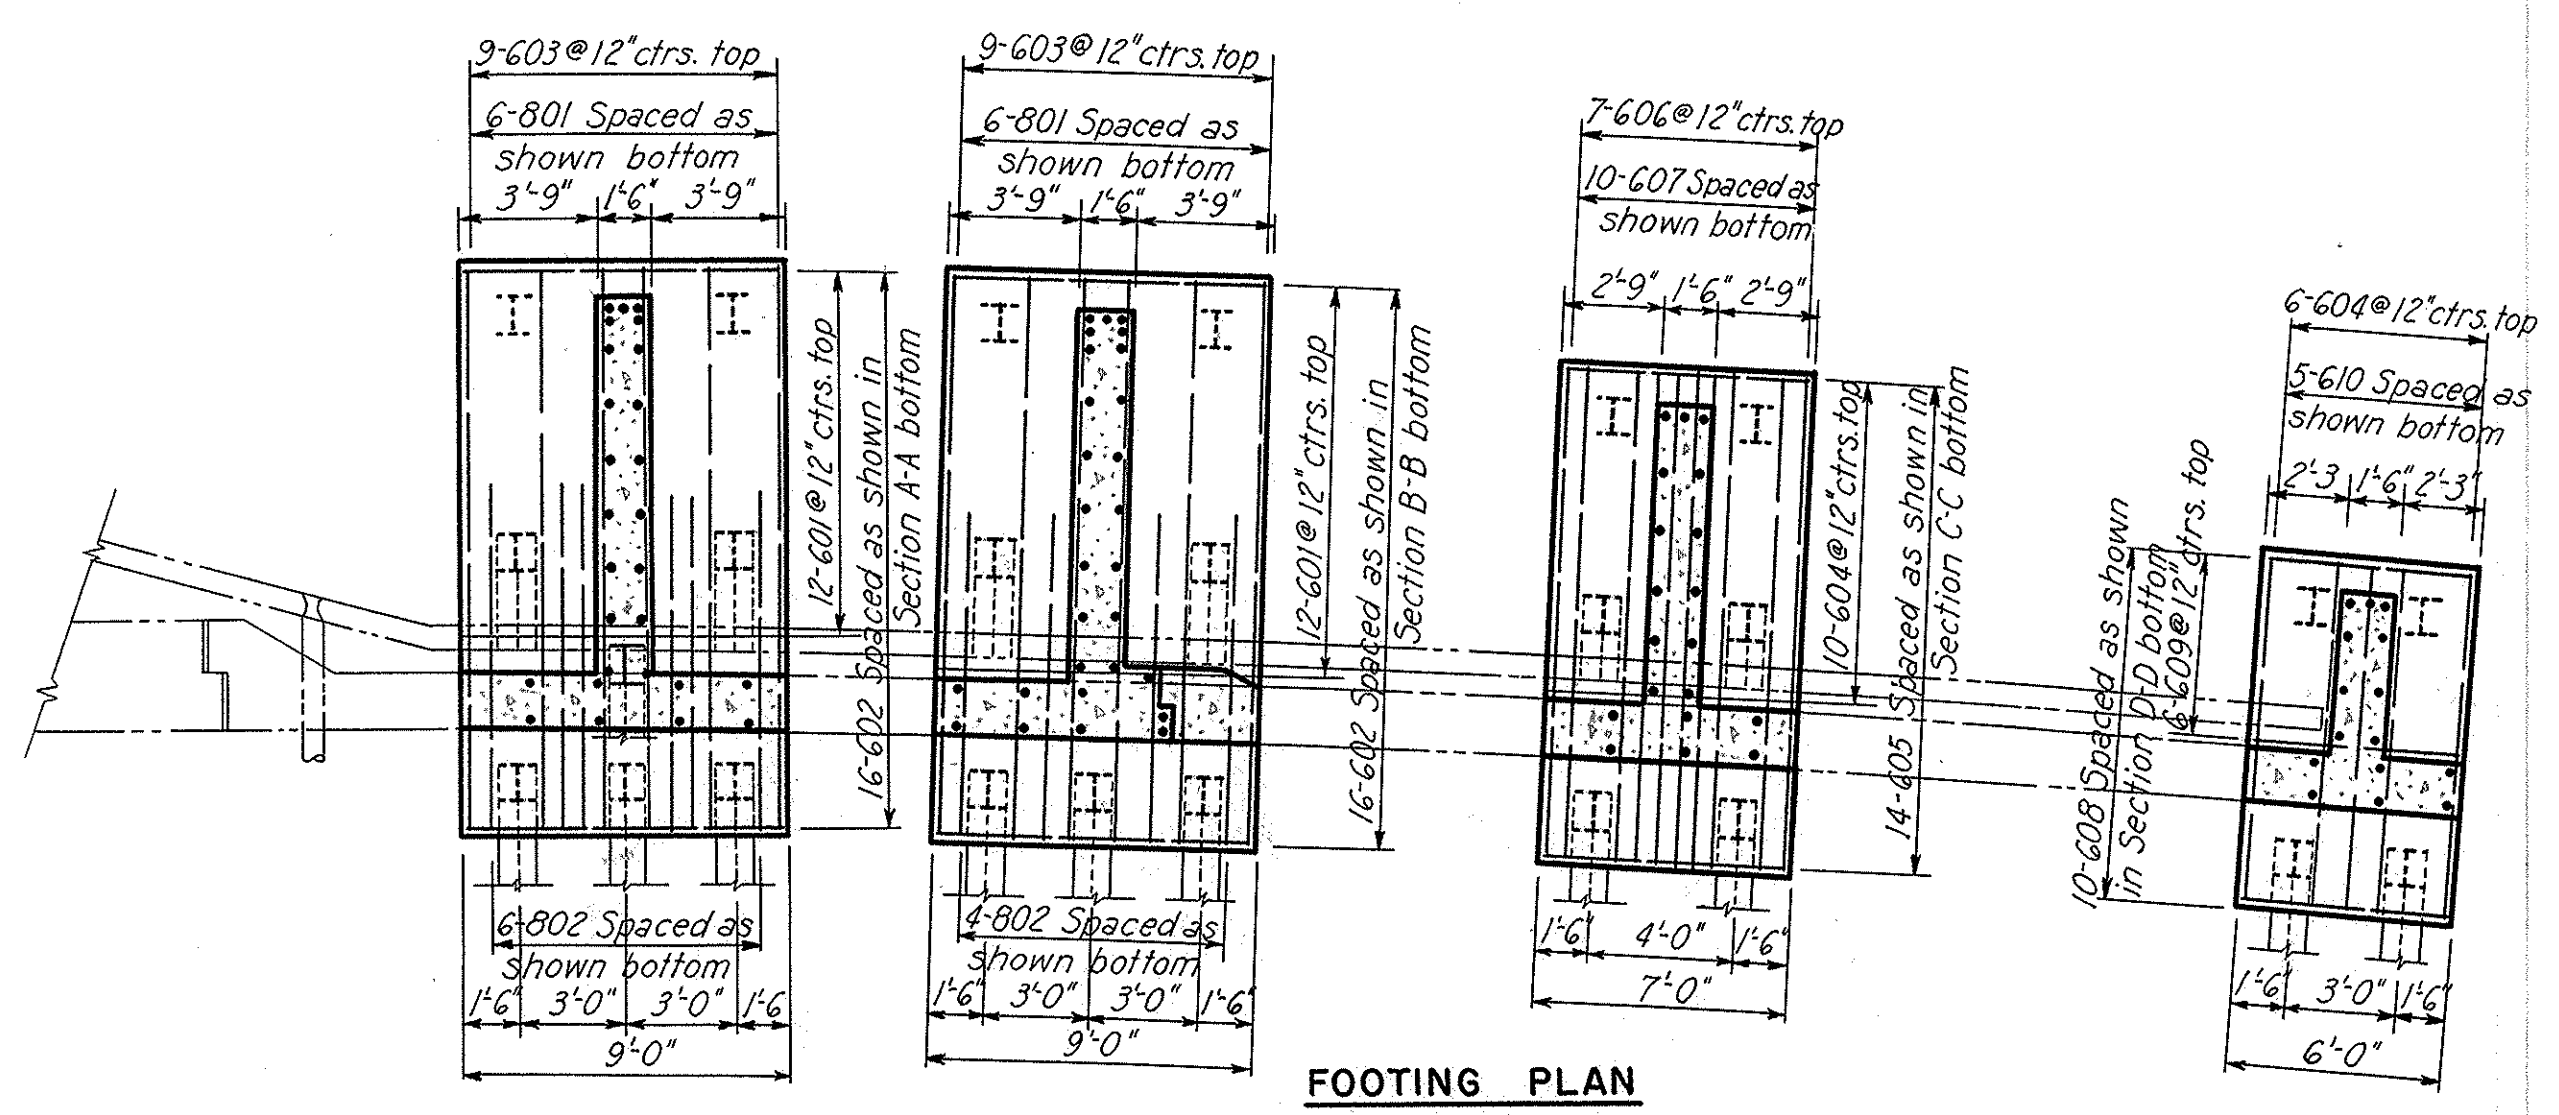 9-603@12"ctrs. top
6-801 Spaced as
shown bottom
3'-9" 1'-6" 3'-9"
12-601@12"ctrs. top
16-602 Spaced as shown in
Section A-A bottom
6-802 Spaced as
shown bottom
1'-6" 3'-0" 3'-0" 1'-6
9'-0"
9-603@12"ctrs. top
6-801 Spaced as
shown bottom
3'-9" 1'-6" 3'-9"
12-601@12"ctrs. top
16-602 Spaced as shown in
Section B-B bottom
4-802 Spaced as
shown bottom
1'-6" 3'-0" 3'-0" 1'-6"
9'-0"
7-606@12"ctrs. top
10-607 Spaced as
shown bottom
2'-9" 1'-6" 2'-9"
10-604@12"ctrs. top
14-605 Spaced as shown in
Section C-C bottom
1'-6" 4'-0" 1'-6"
7'-0"
6-604@12"ctrs. top
5-610 Spaced as
shown bottom
2'-3 1'-6" 2'-3"
10-608 Spaced as shown
in Section D-D bottom
6-609@12"ctrs. top
1'-6" 3'-0" 1'-6"
6'-0"
FOOTING PLAN